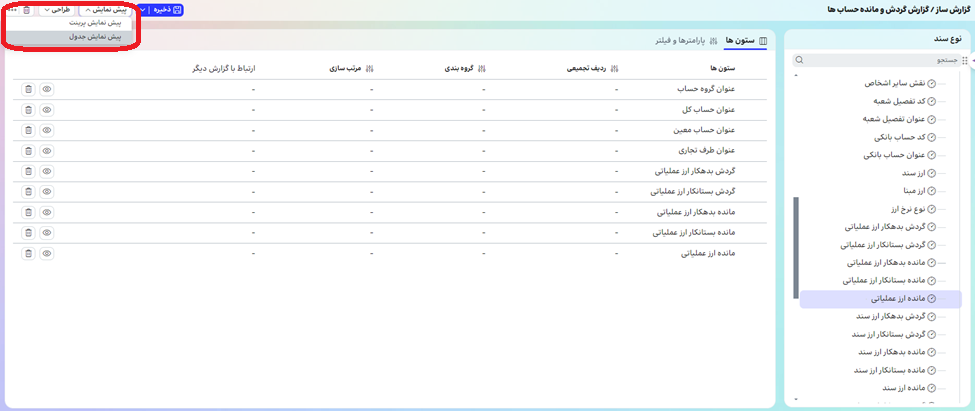 گزارش ساز / گزارش گردش و مانده حساب ها
ذخیره
پیش نمایش
طراحی
پیش نمایش پرینت
پیش نمایش جدول
نوع سند
جستجو
نقش سایر اشخاص
کد تفصیل شعبه
عنوان تفصیل شعبه
کد حساب بانکی
عنوان حساب بانکی
ارز سند
ارز مبنا
نوع نرخ ارز
گردش بدهکار ارز عملیاتی
گردش بستانکار ارز عملیاتی
مانده بدهکار ارز عملیاتی
مانده بستانکار ارز عملیاتی
مانده ارز عملیاتی
گردش بدهکار ارز سند
گردش بستانکار ارز سند
مانده بدهکار ارز سند
مانده بستانکار ارز سند
مانده ارز سند
ستون ها پارامترها و فیلتر
ستون ها ردیف تجمیعی گروه بندی مرتب سازی ارتباط با گزارش دیگر
عنوان گروه حساب - - - -
عنوان حساب کل - - - -
عنوان حساب معین - - - -
عنوان طرف تجاری - - - -
گردش بدهکار ارز عملیاتی - - - -
گردش بستانکار ارز عملیاتی - - - -
مانده بدهکار ارز عملیاتی - - - -
مانده بستانکار ارز عملیاتی - - - -
مانده ارز عملیاتی - - - -